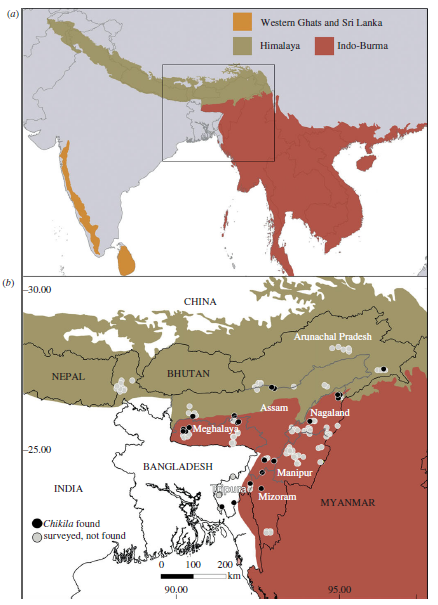 (a)
Western Ghats and Sri Lanka
Himalaya
Indo-Burma
(b)
30.00
CHINA
Arunachal Pradesh
NEPAL
BHUTAN
Assam
Nagaland
Meghalaya
25.00
BANGLADESH
Manipur
INDIA
Tripura
Mizoram
MYANMAR
Chikila found
surveyed, not found
0 100 200
km
90.00
95.00